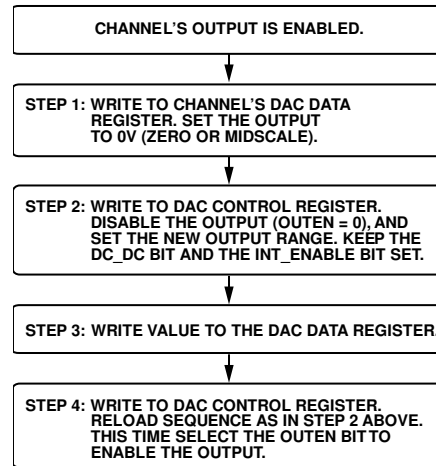 CHANNEL'S OUTPUT IS ENABLED.
STEP 1: WRITE TO CHANNEL'S DAC DATA
REGISTER. SET THE OUTPUT
TO 0V (ZERO OR MIDSCALE).
STEP 2: WRITE TO DAC CONTROL REGISTER.
DISABLE THE OUTPUT (OUTEN = 0), AND
SET THE NEW OUTPUT RANGE. KEEP THE
DC_DC BIT AND THE INT_ENABLE BIT SET.
STEP 3: WRITE VALUE TO THE DAC DATA REGISTER.
STEP 4: WRITE TO DAC CONTROL REGISTER.
RELOAD SEQUENCE AS IN STEP 2 ABOVE.
THIS TIME SELECT THE OUTEN BIT TO
ENABLE THE OUTPUT.